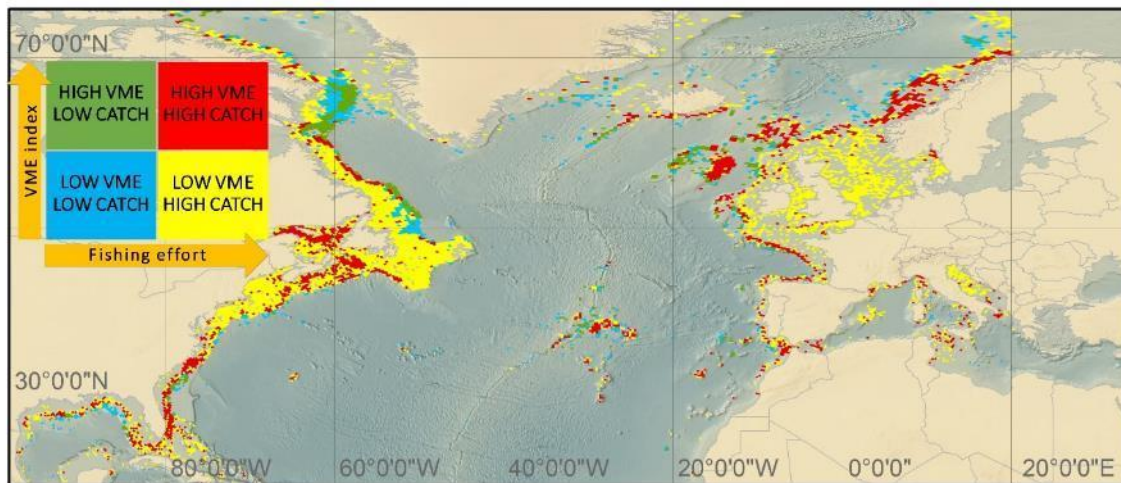 70°0'0"N
VME index
HIGH VME
LOW CATCH
HIGH VME
HIGH CATCH
LOW VME
LOW CATCH
LOW VME
HIGH CATCH
Fishing effort
30°0'0"N
80°0'0"W
60°0'0"W
40°0'0"W
20°0'0"W
0°0'0"
20°0'0"E